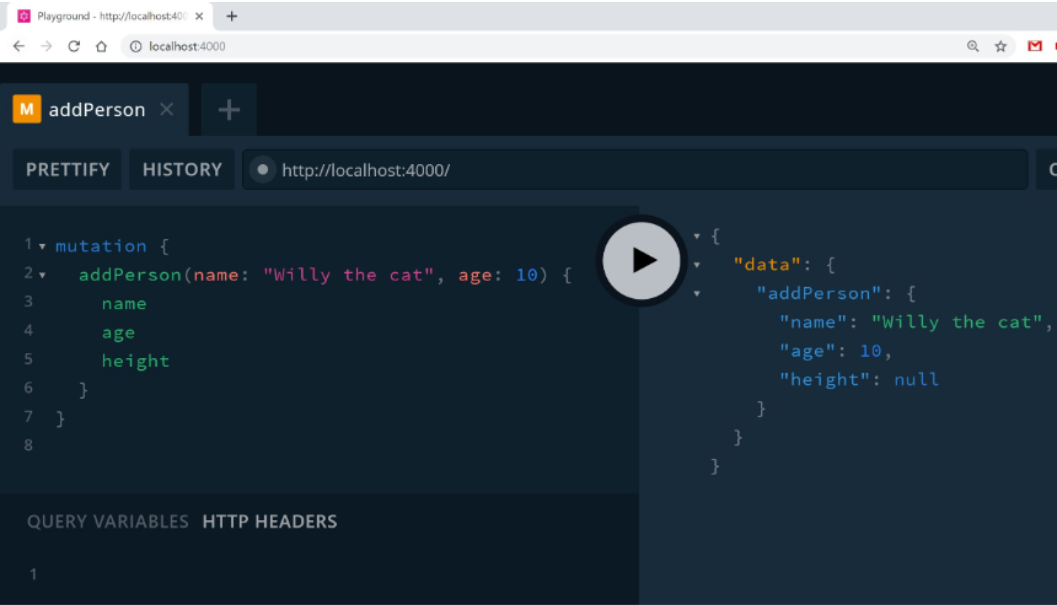 Playground - http://localhost:400
localhost:4000
M addPerson
PRETTIFY HISTORY http://localhost:4000/
1 mutation {
2 addPerson(name: "Willy the cat", age: 10) {
3 name
4 age
5 height
6 }
7 }
8
{
"data": {
"addPerson": {
"name": "Willy the cat",
"age": 10,
"height": null
}
}
}
QUERY VARIABLES HTTP HEADERS
1